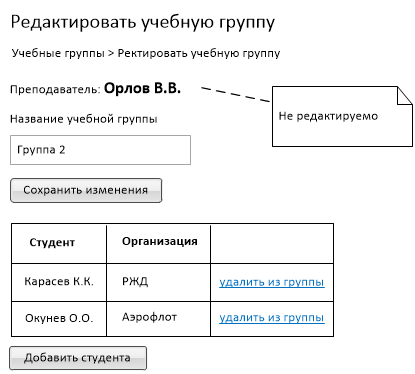 Редактировать учебную группу
Учебные группы > Ректировать учебную группу
Преподаватель: Орлов В.В.
Не редактируемо
Название учебной группы
Группа 2
Сохранить изменения
Студент Организация
Карасев К.К. РЖД удалить из группы
Окунев О.О. Аэрофлот удалить из группы
Добавить студента